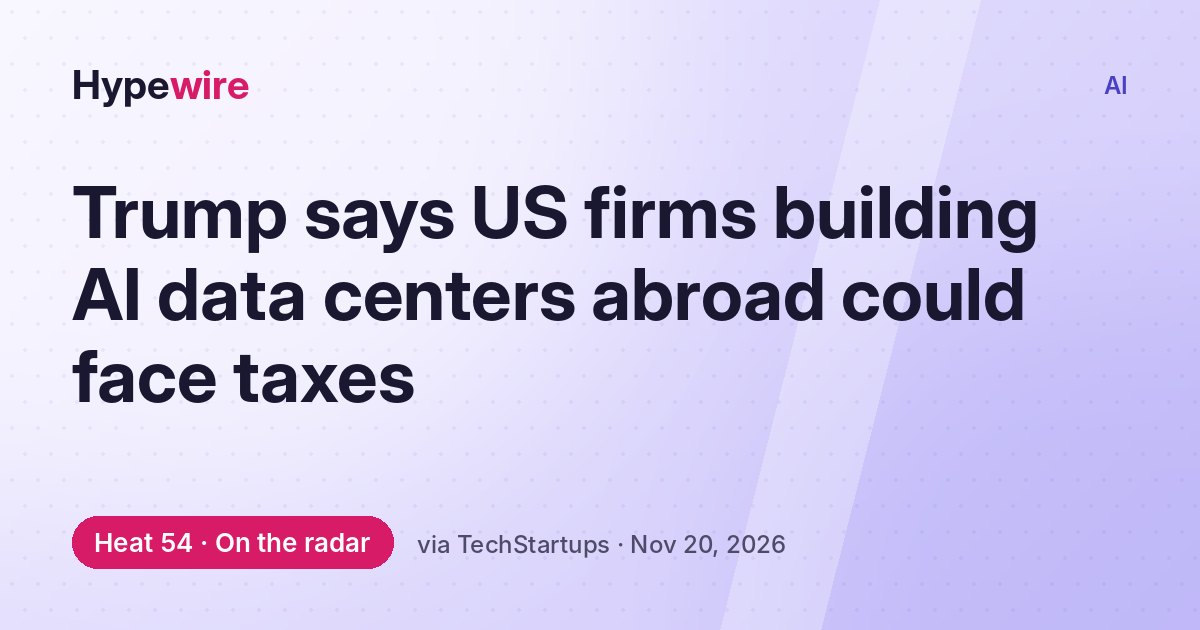 Hypewire
AI
Trump says US firms building
AI data centers abroad could
face taxes
Heat 54 · On the radar
via TechStartups · Nov 20, 2026